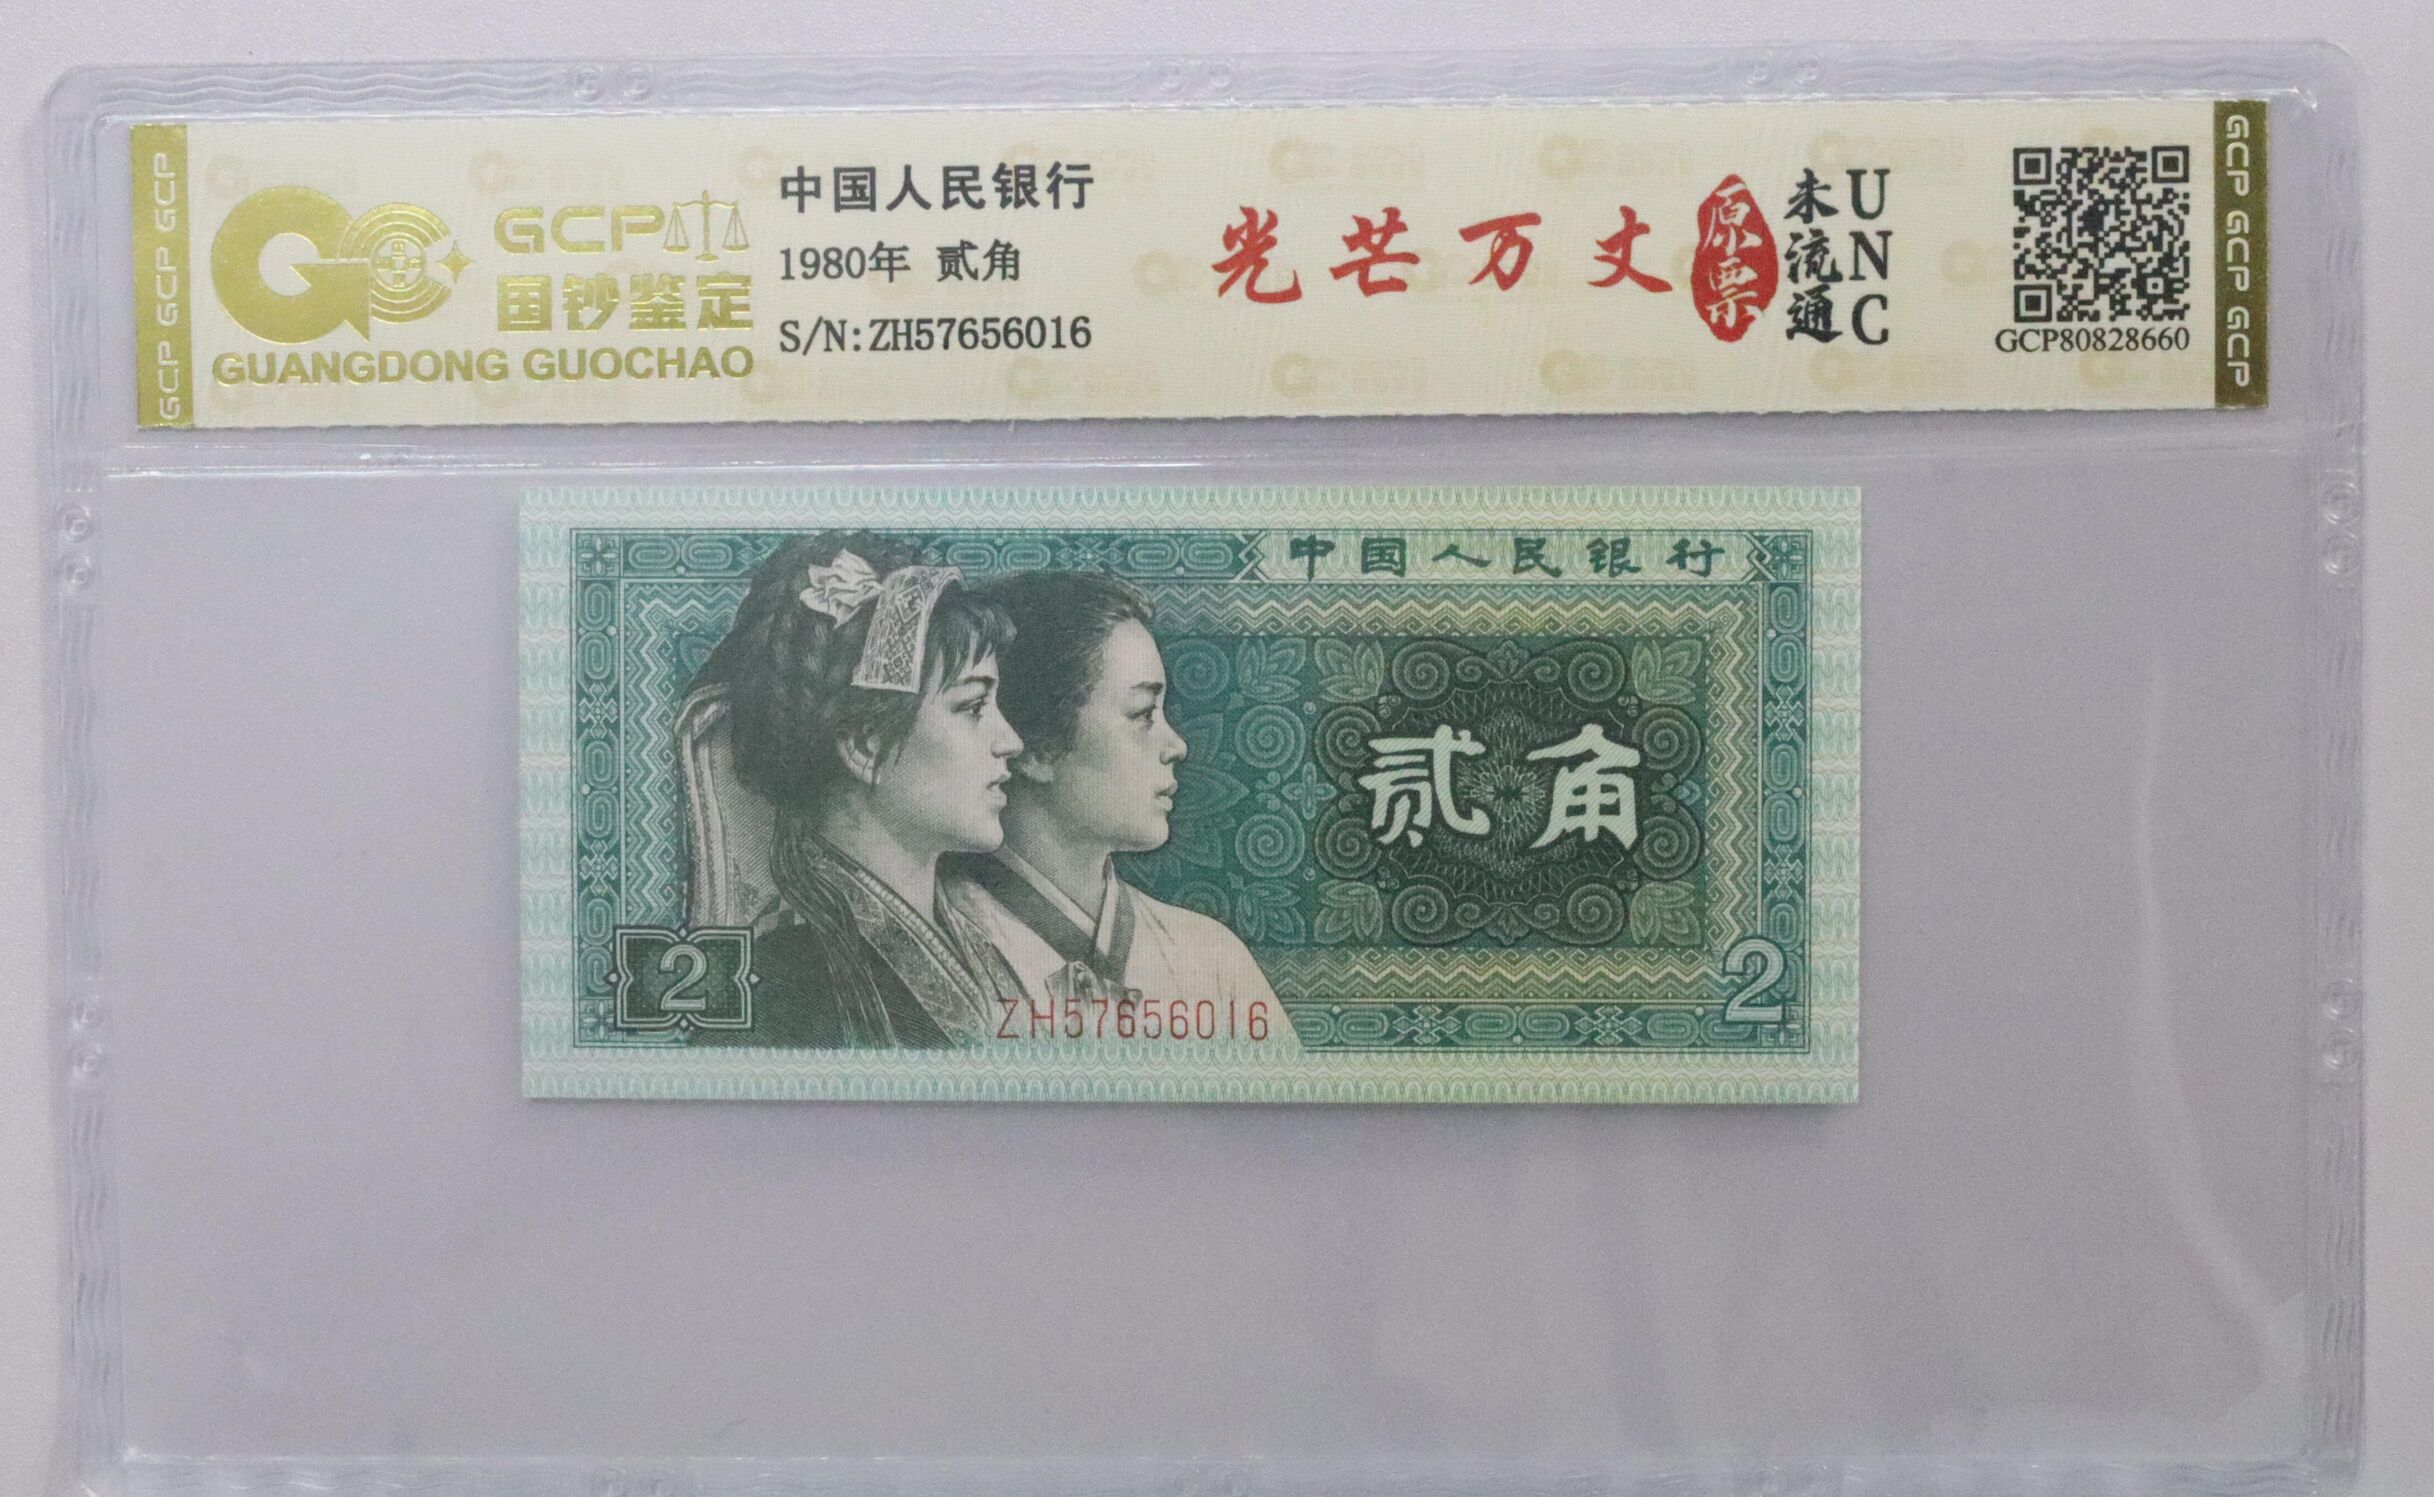 GCP GCP GCP
GCP
国钞鉴定
GUANGDONG GUOCHAO
中国人民银行
1980年 贰角
S/N:ZH57656016
光芒万丈
原票
未流通
UNC
GCP80828660
GCP GCP GCP
中国人民银行
贰角
2
2
ZH57656016